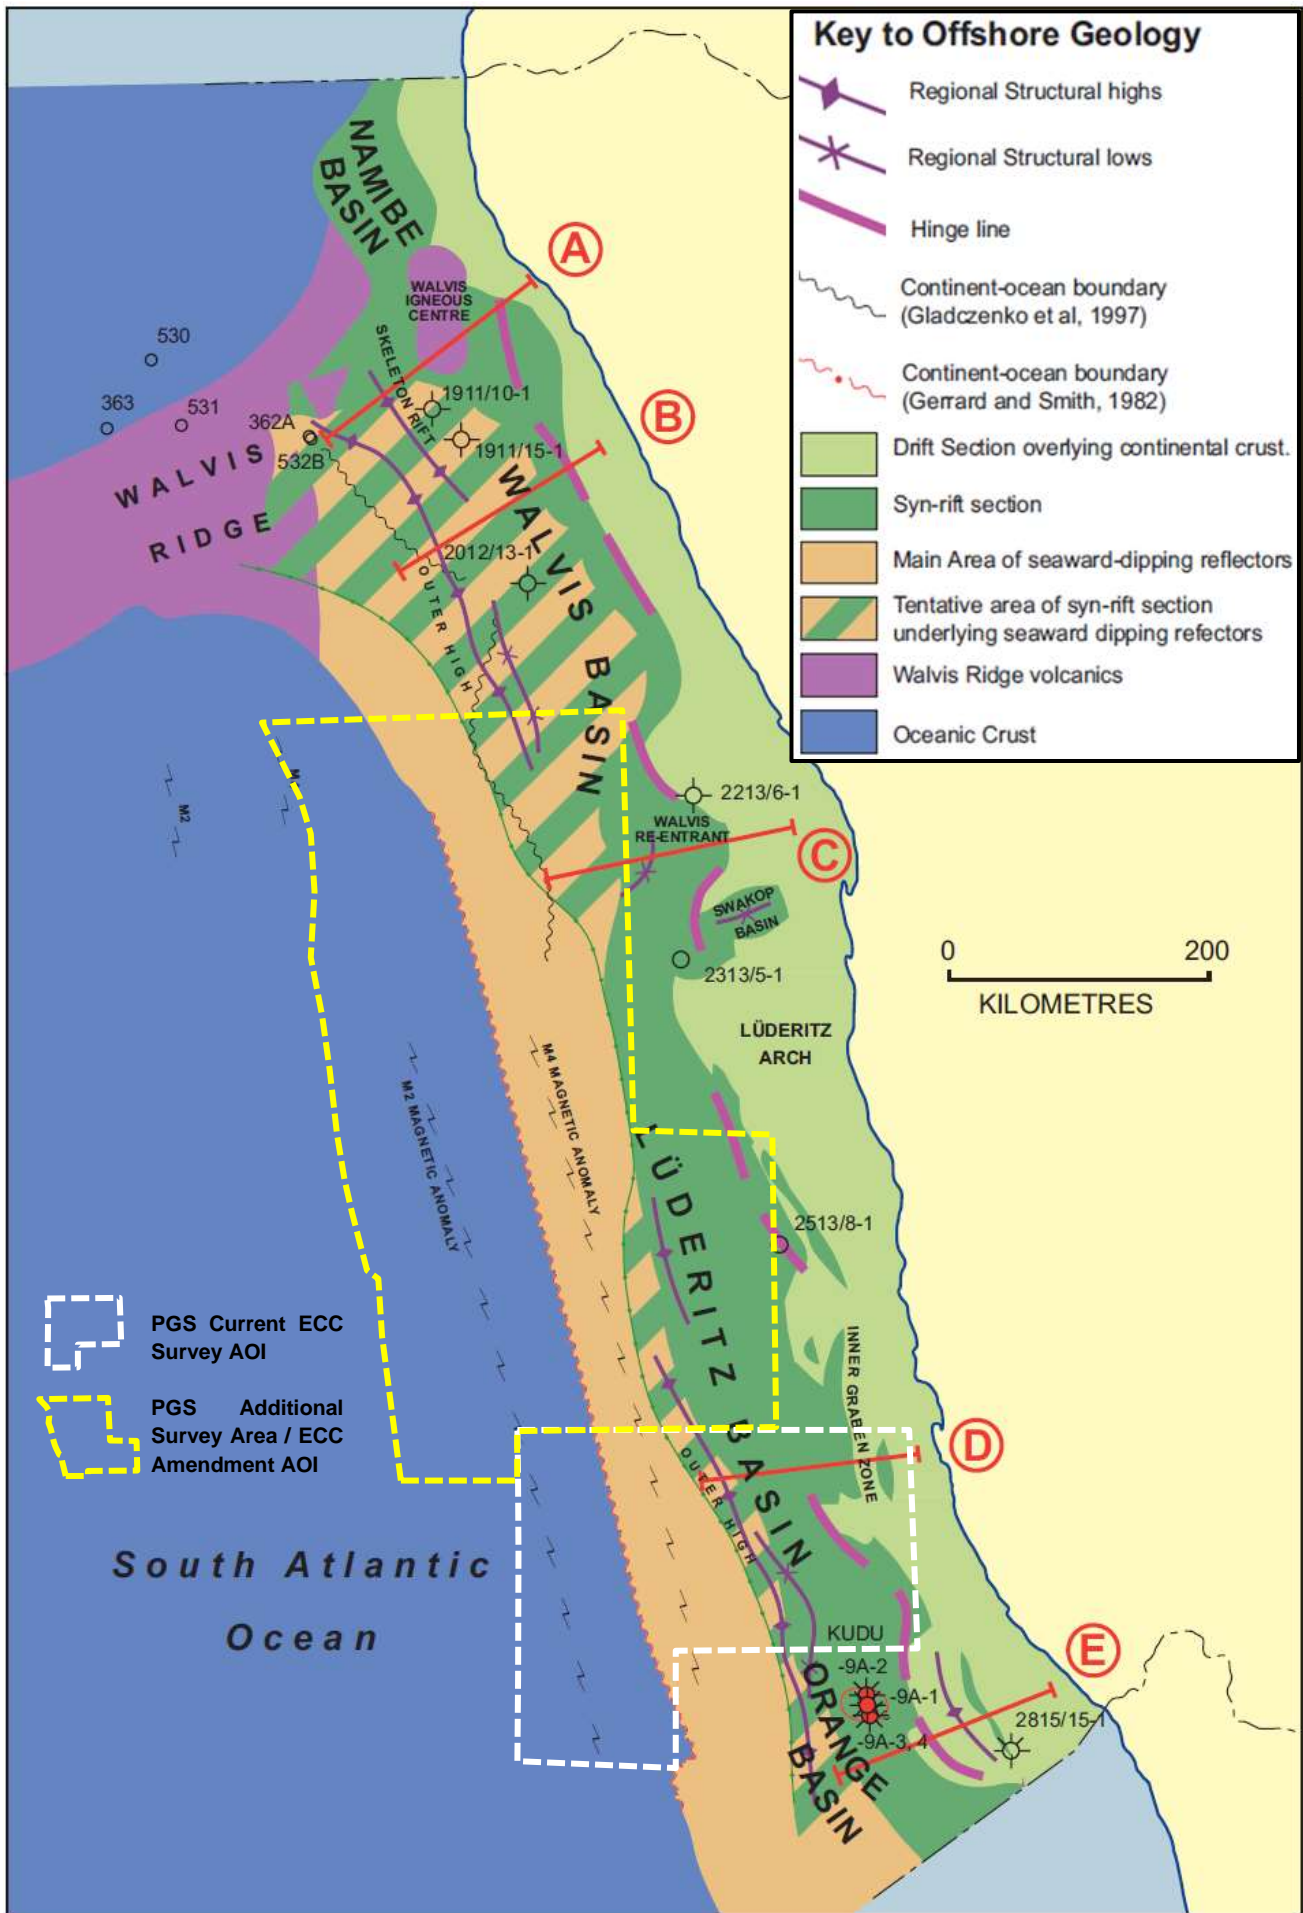 Key to Offshore Geology
Regional Structural highs
Regional Structural lows
Hinge line
Continent-ocean boundary
(Gladczenko et al, 1997)
Continent-ocean boundary
(Gerrard and Smith, 1982)
Drift Section overlying continental crust.
Syn-rift section
Main Area of seaward-dipping reflectors
Tentative area of syn-rift section
underlying seaward dipping refectors
Walvis Ridge volcanics
Oceanic Crust
NAMIBE
BASIN
A
WALVIS
IGNEOUS
CENTRE
SKELETON RIFT
530
363
531
362A
532B
1911/10-1
1911/15-1
B
WALVIS
RIDGE
WALVIS BASIN
2012/13-1
OUTER HIGH
M2
2213/6-1
WALVIS
RE-ENTRANT
C
SWAKOP
BASIN
2313/5-1
0
200
KILOMETRES
LÜDERITZ
ARCH
M4 MAGNETIC ANOMALY
M2 MAGNETIC ANOMALY
LÜDERITZ BASIN
2513/8-1
INNER GRABEN ZONE
PGS Current ECC
Survey AOI
PGS Additional
Survey Area / ECC
Amendment AOI
D
OUTER HIGH
South Atlantic
Ocean
KUDU
-9A-2
-9A-1
-9A-3, 4
E
2815/15-1
ORANGE
BASIN